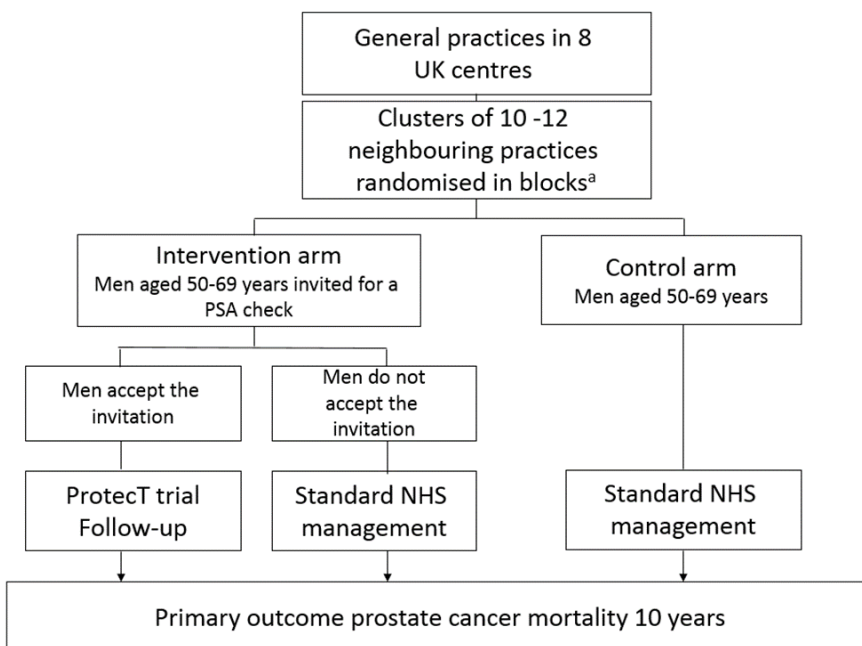 General practices in 8
UK centres
Clusters of 10 -12
neighbouring practices
randomised in blocksᵃ
Intervention arm
Men aged 50-69 years invited for a
PSA check
Control arm
Men aged 50-69 years
Men accept the
invitation
Men do not
accept the
invitation
ProtecT trial
Follow-up
Standard NHS
management
Standard NHS
management
Primary outcome prostate cancer mortality 10 years